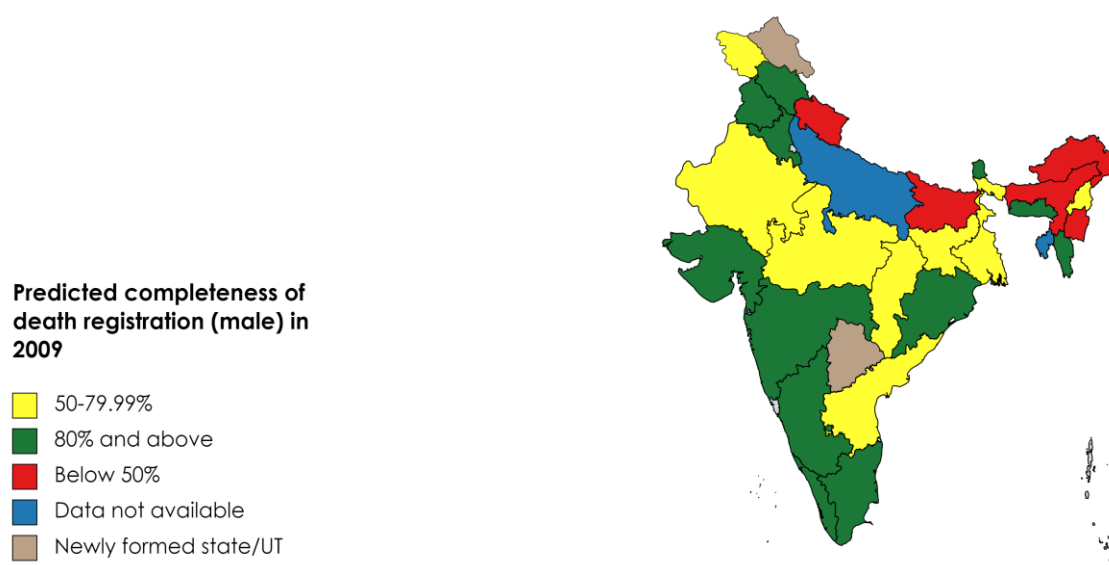 Predicted completeness of
death registration (male) in
2009
50-79.99%
80% and above
Below 50%
Data not available
Newly formed state/UT